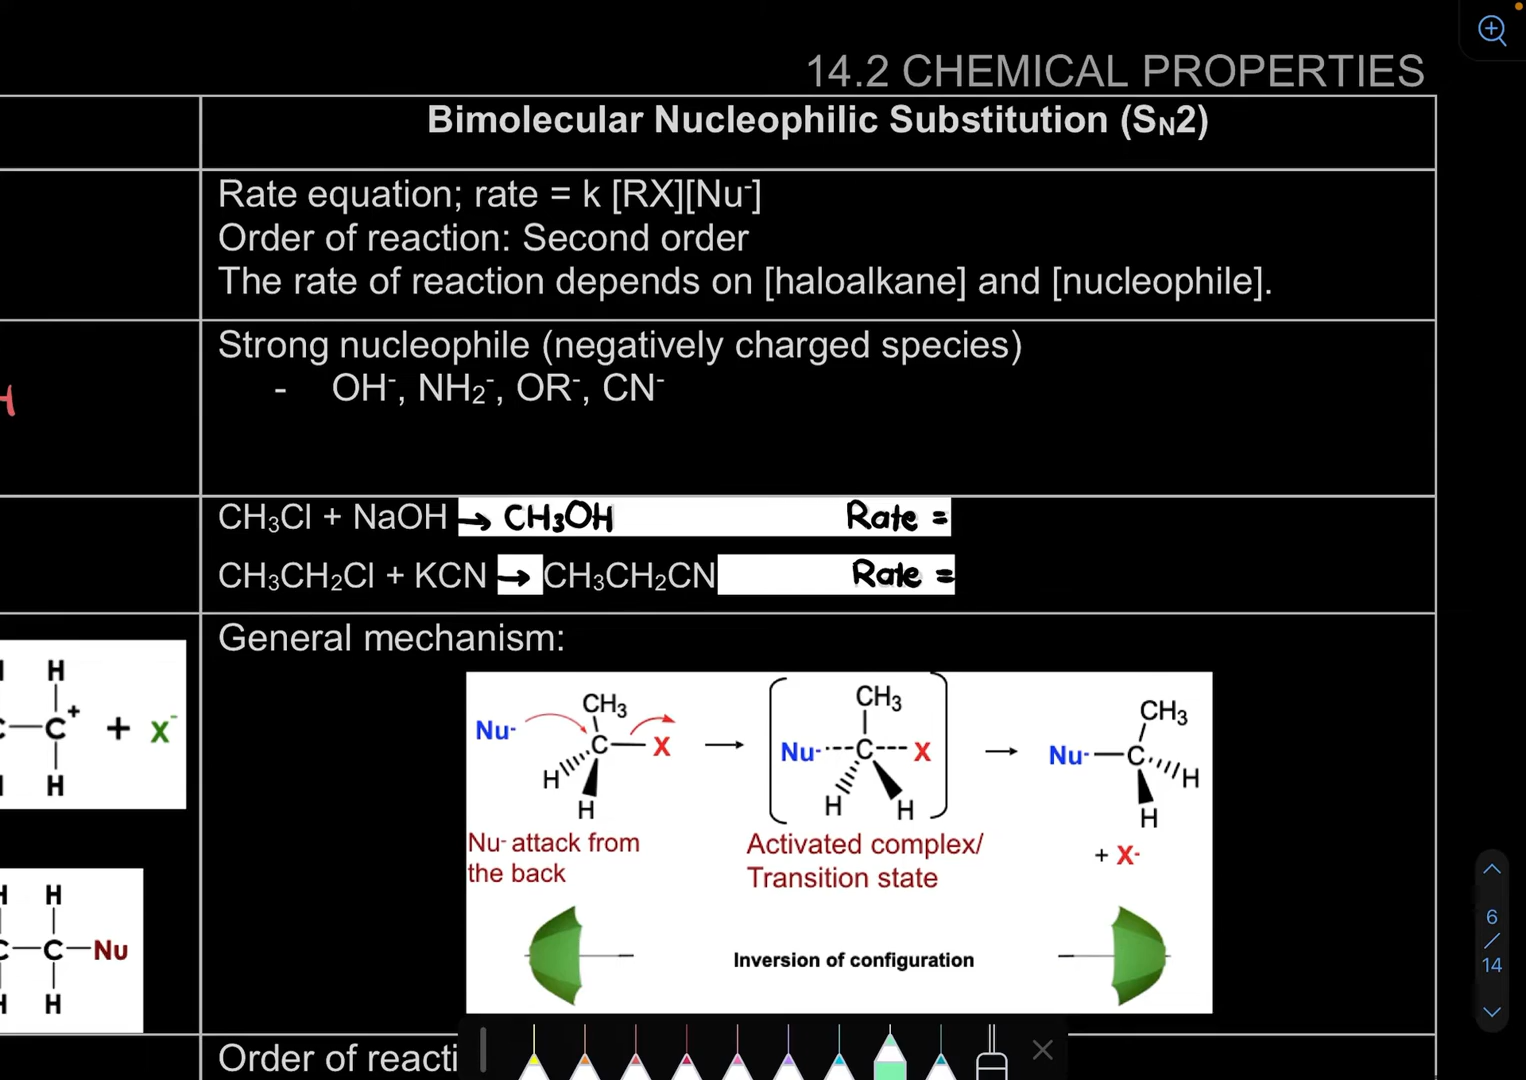 14.2 CHEMICAL PROPERTIES
Bimolecular Nucleophilic Substitution (SN2)
Rate equation; rate = k [RX][Nu-]
Order of reaction: Second order
The rate of reaction depends on [haloalkane] and [nucleophile].
Strong nucleophile (negatively charged species)
- OH-, NH2-, OR-, CN-
H
CH3Cl + NaOH → CH3OH Rate =
CH3CH2Cl + KCN → CH3CH2CN Rate =
General mechanism:
H
C+ + X-
H
H
C Nu
H
CH3
Nu- C X
H
H
CH3
Nu- C X
H H
CH3
Nu- C H
H
+ X-
Nu- attack from
the back
Activated complex/
Transition state
Inversion of configuration
Order of reacti
6
/
14